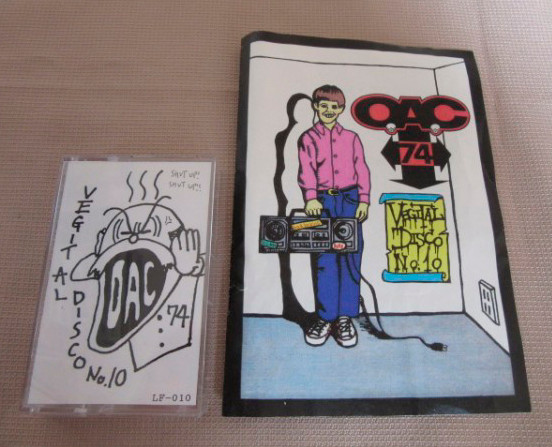 SHUT UP!!
SHUT UP!!
VEGITAL DISCO No.10
OAC
74
LF-010
OAC
74
VEGITAL
DISCO
No.10